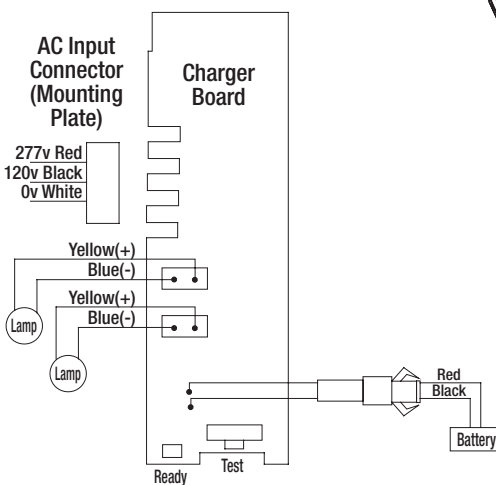 AC Input
Connector
(Mounting
Plate)
Charger
Board
277v Red
120v Black
0v White
Yellow(+)
Blue(-)
Yellow(+)
Blue(-)
Lamp
Lamp
Red
Black
Battery
Ready
Test